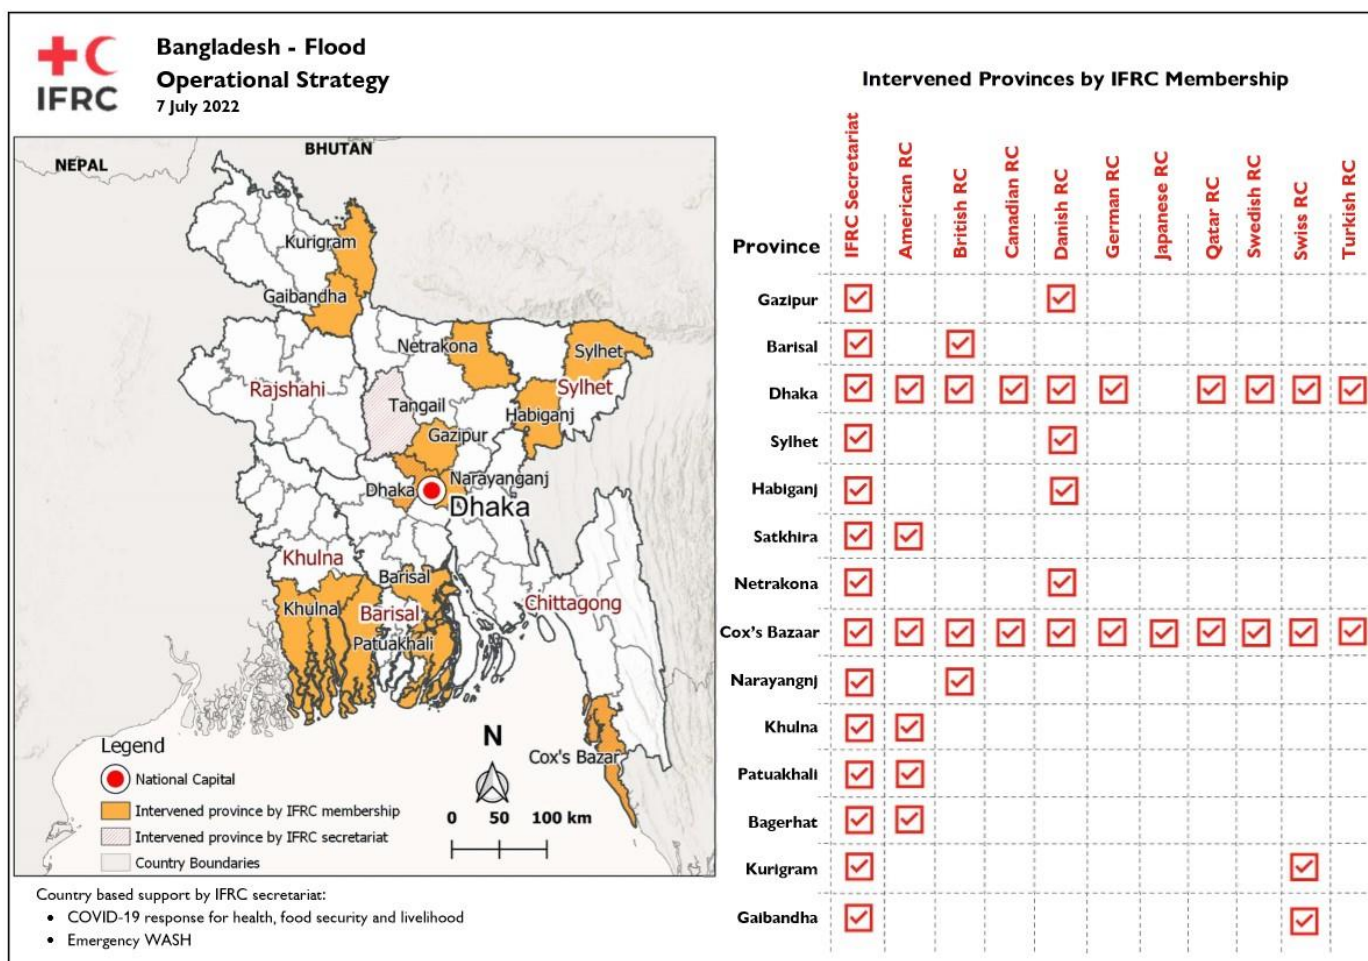 IFRC
Bangladesh - Flood
Operational Strategy
7 July 2022
NEPAL
BHUTAN
Kurigram
Gaibandha
Netrakona
Sylhet
Rajshahi
Sylhet
Tangail
Habiganj
Gazipur
Dhaka
Narayanganj
Dhaka
Khulna
Barisal
Khulna
Barisal
Chittagong
Patuakhali
Cox's Bazar
Legend
National Capital
Intervened province by IFRC membership
Intervened province by IFRC secretariat
Country Boundaries
N
0 50 100 km
Country based support by IFRC secretariat:
• COVID-19 response for health, food security and livelihood
• Emergency WASH
Intervened Provinces by IFRC Membership
Province
IFRC Secretariat
American RC
British RC
Canadian RC
Danish RC
German RC
Japanese RC
Qatar RC
Swedish RC
Swiss RC
Turkish RC
Gazipur
Barisal
Dhaka
Sylhet
Habiganj
Satkhira
Netrakona
Cox's Bazaar
Narayangnj
Khulna
Patuakhali
Bagerhat
Kurigram
Gaibandha